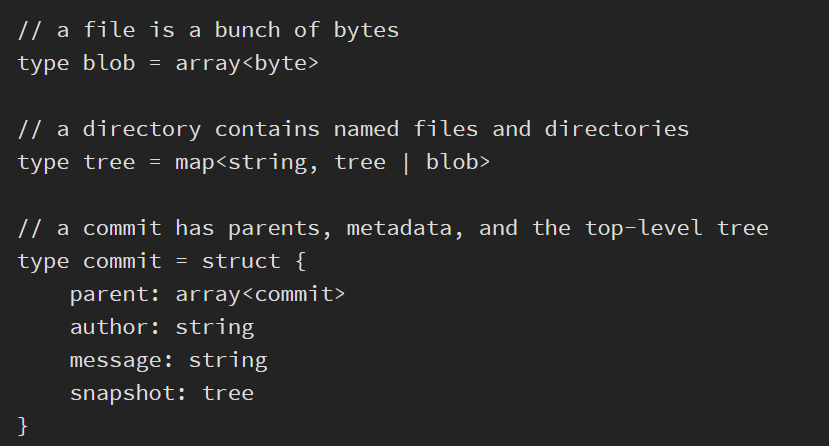 // a file is a bunch of bytes
type blob = array<byte>
// a directory contains named files and directories
type tree = map<string, tree | blob>
// a commit has parents, metadata, and the top-level tree
type commit = struct {
    parent: array<commit>
    author: string
    message: string
    snapshot: tree
}